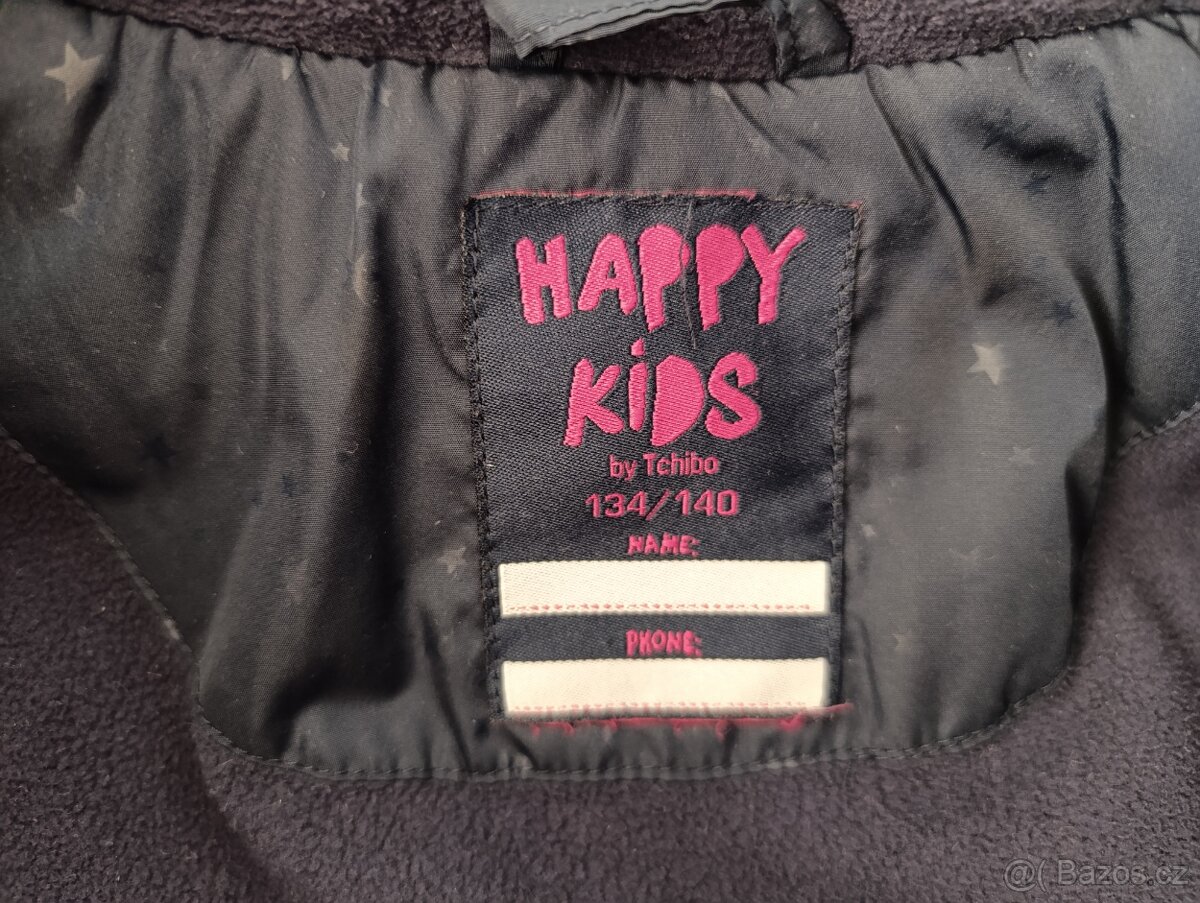 HAPPY
KiDS
by Tchibo
134/140
NAME:
PHONE:
@( Bazos.cz